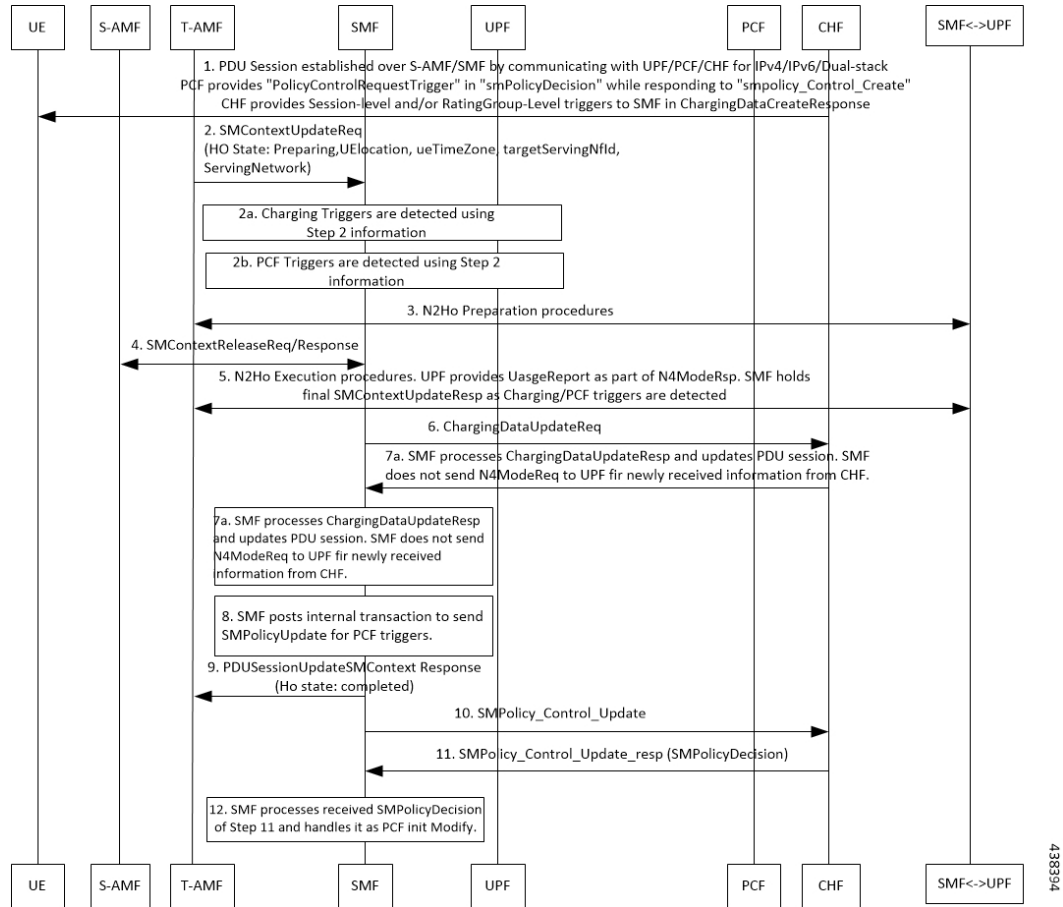 UE
S-AMF
T-AMF
SMF
UPF
PCF
CHF
SMF<->UPF
1. PDU Session established over S-AMF/SMF by communicating with UPF/PCF/CHF for IPv4/IPv6/Dual-stack
PCF provides "PolicyControlRequestTrigger" in "smPolicyDecision" while responding to "smpolicy_Control_Create"
CHF provides Session-level and/or RatingGroup-Level triggers to SMF in ChargingDataCreateResponse
2. SMContextUpdateReq
(HO State: Preparing,UElocation, ueTimeZone, targetServingNfId,
ServingNetwork)
2a. Charging Triggers are detected using
Step 2 information
2b. PCF Triggers are detected using Step 2
information
3. N2Ho Preparation procedures
4. SMContextReleaseReq/Response
5. N2Ho Execution procedures. UPF provides UasgeReport as part of N4ModeRsp. SMF holds
final SMContextUpdateResp as Charging/PCF triggers are detected
6. ChargingDataUpdateReq
7a. SMF processes ChargingDataUpdateResp and updates PDU session. SMF
does not send N4ModeReq to UPF fir newly received information from CHF.
7a. SMF processes ChargingDataUpdateResp
and updates PDU session. SMF does not send
N4ModeReq to UPF fir newly received
information from CHF.
8. SMF posts internal transaction to send
SMPolicyUpdate for PCF triggers.
9. PDUSessionUpdateSMContext Response
(Ho state: completed)
10. SMPolicy_Control_Update
11. SMPolicy_Control_Update_resp (SMPolicyDecision)
12. SMF processes received SMPolicyDecision
of Step 11 and handles it as PCF init Modify.
UE
S-AMF
T-AMF
SMF
UPF
PCF
CHF
SMF<->UPF
438394